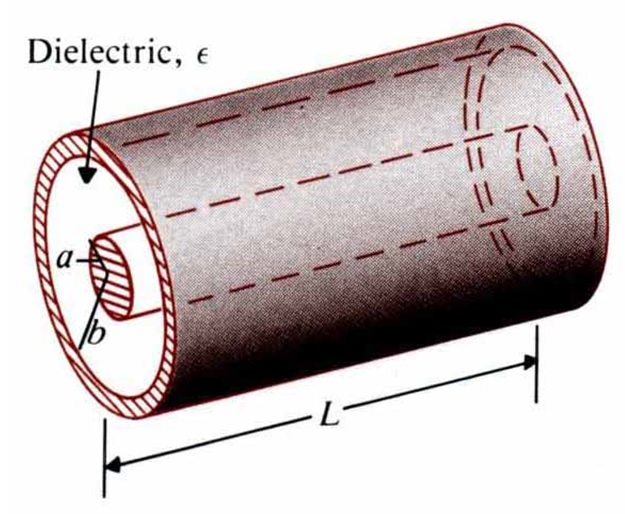 Dielectric, ϵ
a
b
L